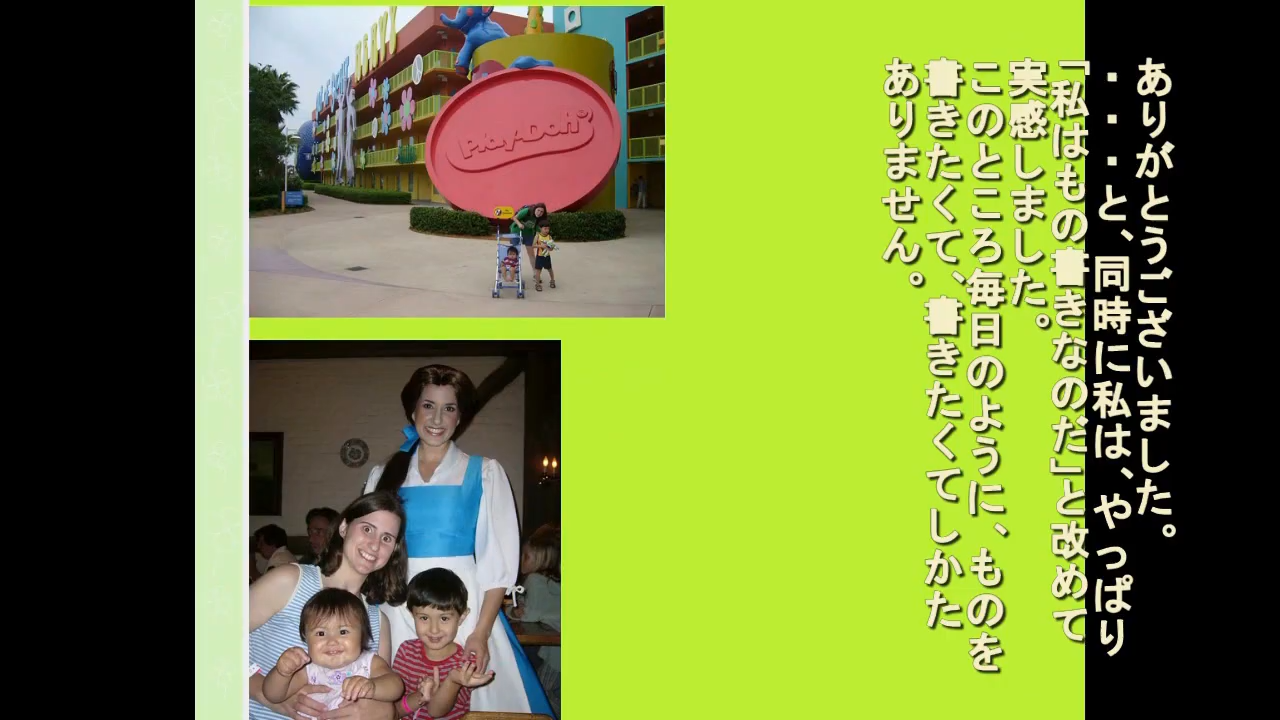 ありがとうございました。
・・・と、同時に私は、やっぱり
「私はもの書きなのだ」と改めて
実感しました。
このところ毎日のように、ものを
書きたくて、書きたくてしかた
ありません。
Play-Doh